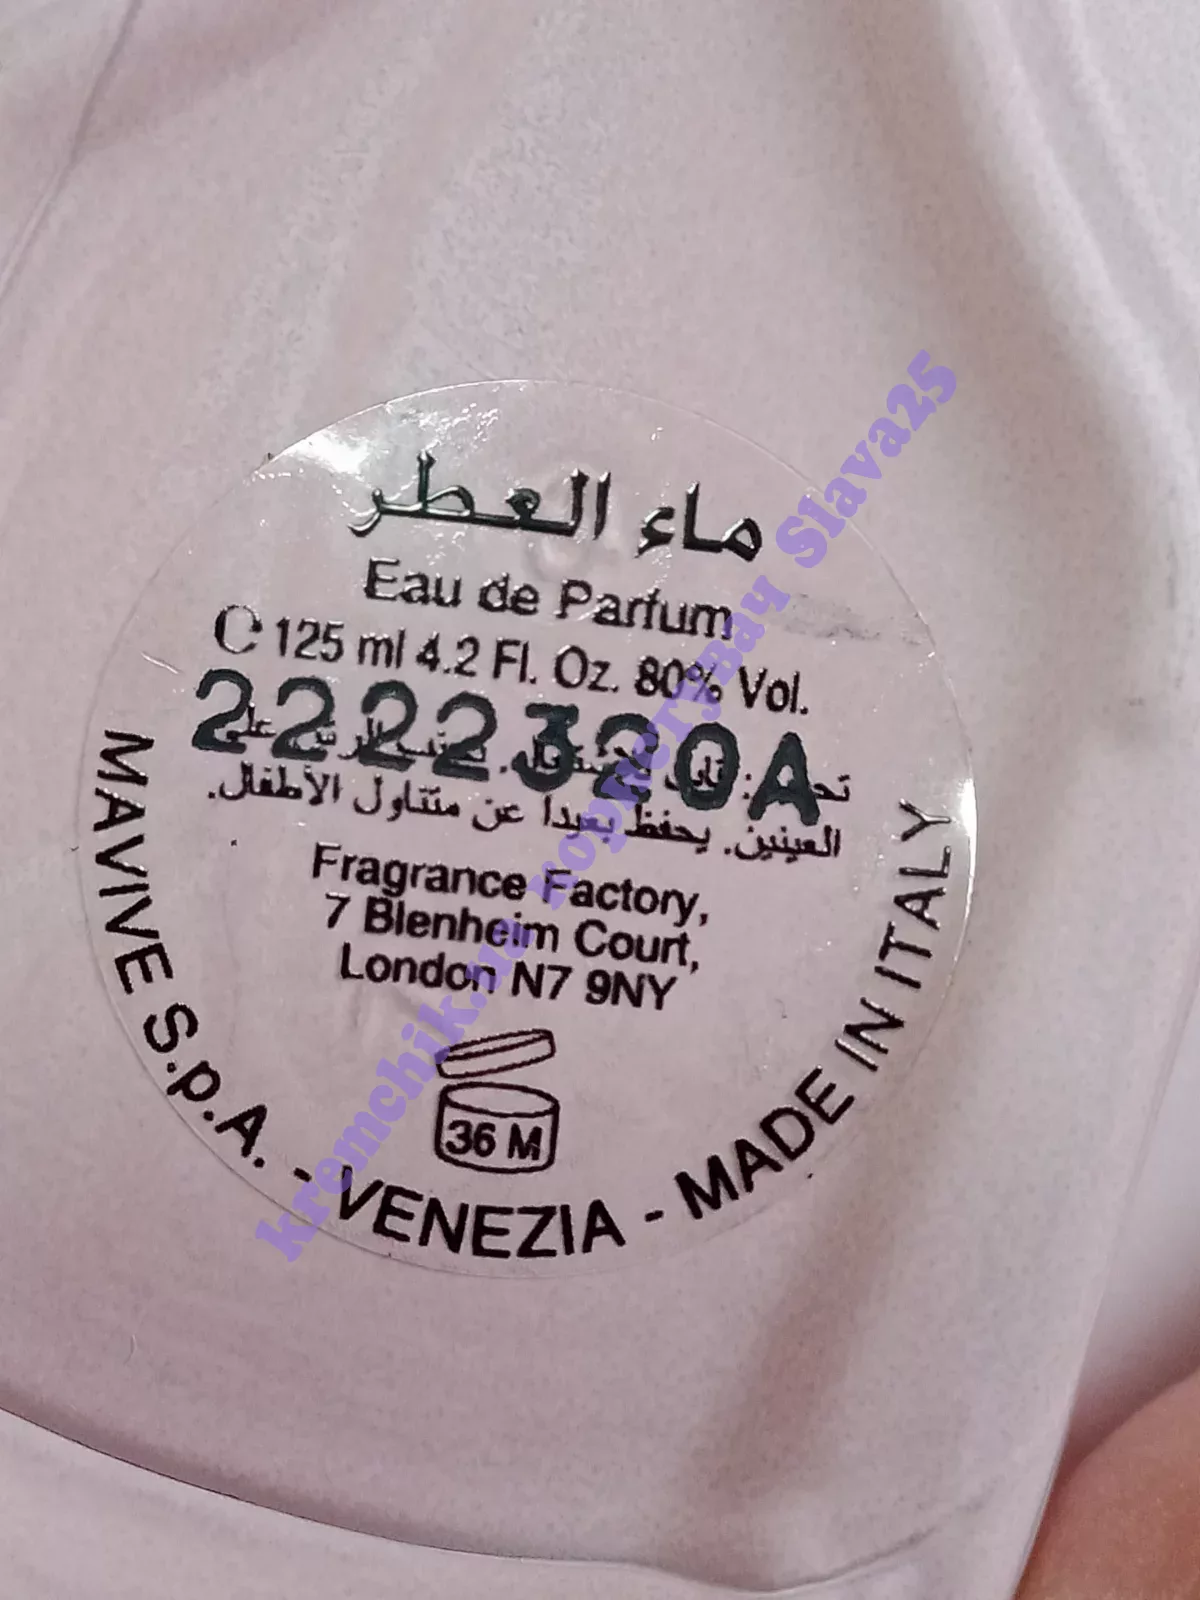 ماء العطر
Eau de Parfum
℮ 125 ml 4.2 Fl. Oz. 80% Vol.
2222320A
العينين. يحفظ بعيدا عن متناول الأطفال.
Fragrance Factory,
7 Blenheim Court,
London N7 9NY
36 M
MAVIVE S.p.A. - VENEZIA - MADE IN ITALY
kremchik.ua Slava25